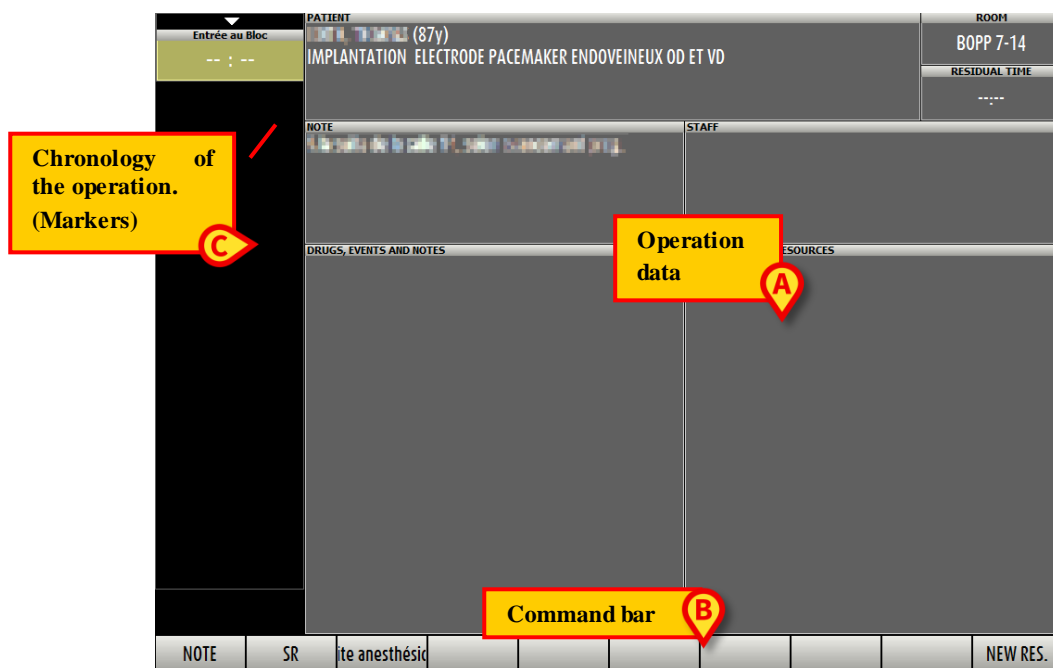 PATIENT
ROOM
Entrée au Bloc
-- : --
(87y)
IMPLANTATION ELECTRODE PACEMAKER ENDOVEINEUX OD ET VD
BOPP 7-14
RESIDUAL TIME
--:--
NOTE
STAFF
Chronology of
the operation.
(Markers)
C
DRUGS, EVENTS AND NOTES
Operation
data
A
ESOURCES
Command bar
B
NOTE
SR
ite anesthésic
NEW RES.